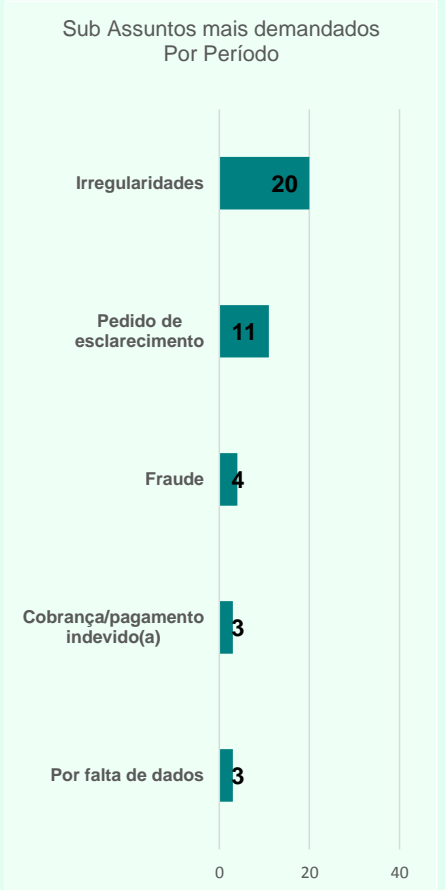 Sub Assuntos mais demandados
Por Período
Irregularidades
20
Pedido de
esclarecimento
11
Fraude
4
Cobrança/pagamento
indevido(a)
3
Por falta de dados
3
0
20
40